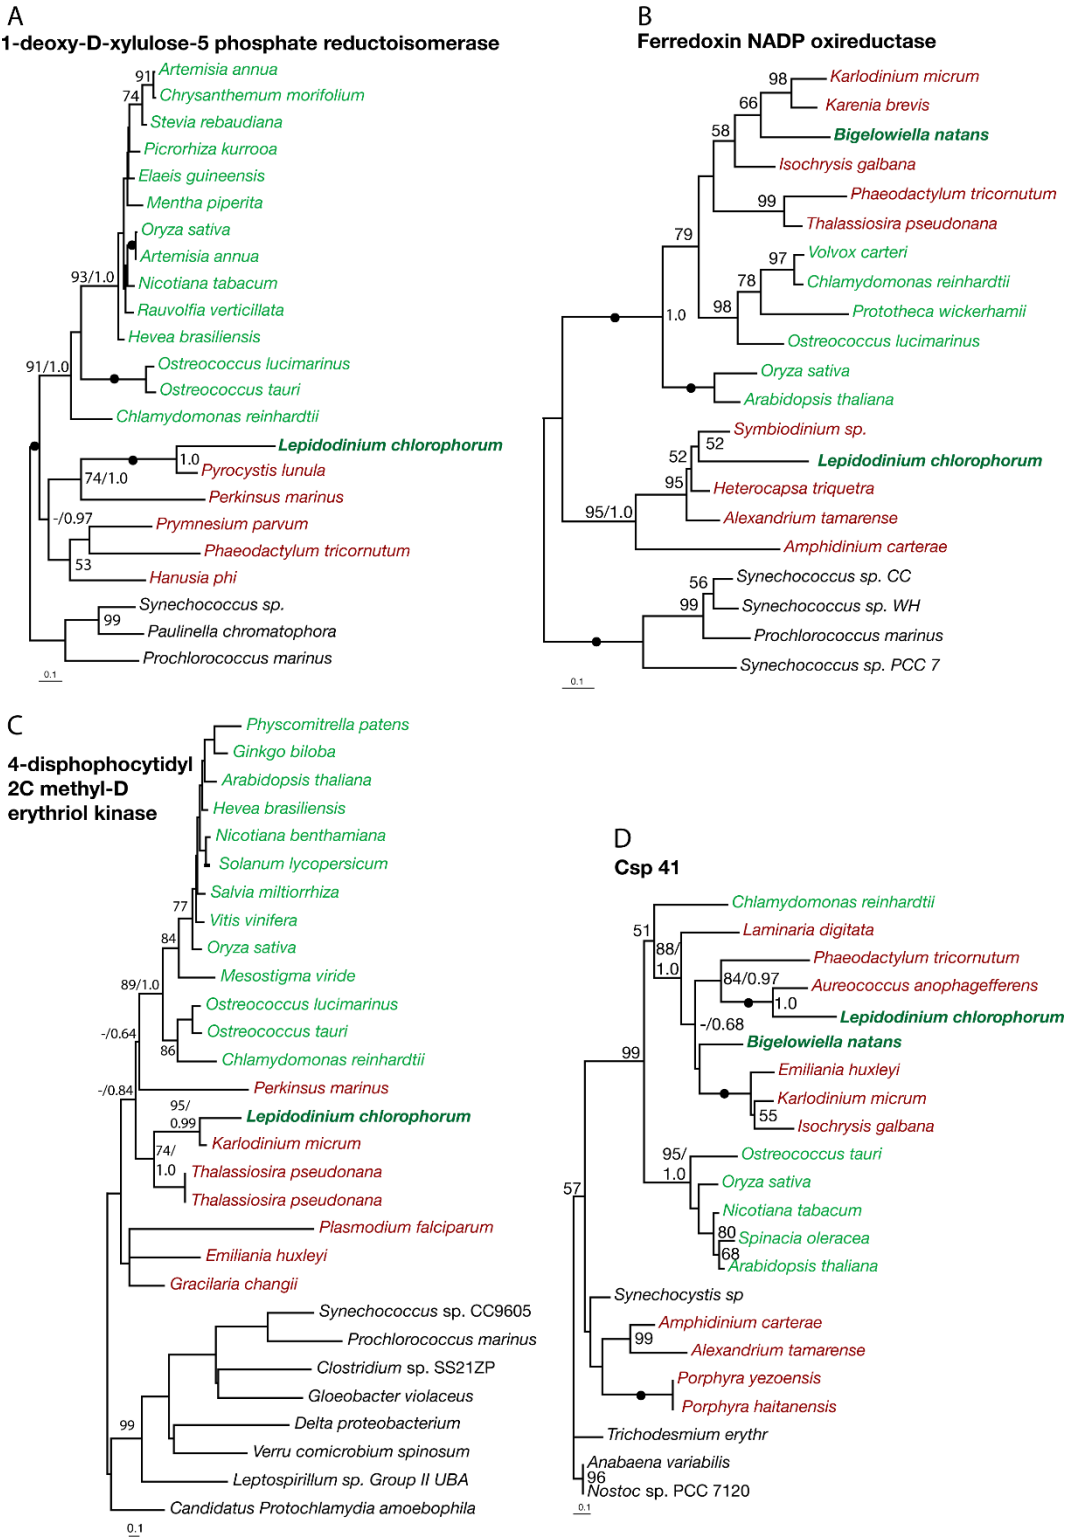 A
1-deoxy-D-xylulose-5 phosphate reductoisomerase
Artemisia annua
91
Chrysanthemum morifolium
74
Stevia rebaudiana
Picrorhiza kurrooa
Elaeis guineensis
Mentha piperita
Oryza sativa
Artemisia annua
93/1.0
Nicotiana tabacum
Rauvolfia verticillata
Hevea brasiliensis
91/1.0
Ostreococcus lucimarinus
Ostreococcus tauri
Chlamydomonas reinhardtii
Lepidodinium chlorophorum
1.0
Pyrocystis lunula
74/1.0
Perkinsus marinus
-/0.97
Prymnesium parvum
Phaeodactylum tricornutum
53
Hanusia phi
Synechococcus sp.
99
Paulinella chromatophora
Prochlorococcus marinus
0.1
B
Ferredoxin NADP oxireductase
98
Karlodinium micrum
66
Karenia brevis
58
Bigelowiella natans
Isochrysis galbana
99
Phaeodactylum tricornutum
Thalassiosira pseudonana
79
97
Volvox carteri
78
Chlamydomonas reinhardtii
98
Prototheca wickerhamii
1.0
Ostreococcus lucimarinus
Oryza sativa
Arabidopsis thaliana
Symbiodinium sp.
52
52
Lepidodinium chlorophorum
95
Heterocapsa triquetra
95/1.0
Alexandrium tamarense
Amphidinium carterae
56
Synechococcus sp. CC
99
Synechococcus sp. WH
Prochlorococcus marinus
Synechococcus sp. PCC 7
0.1
C
4-disphophocytidyl
2C methyl-D
erythriol kinase
Physcomitrella patens
Ginkgo biloba
Arabidopsis thaliana
Hevea brasiliensis
Nicotiana benthamiana
Solanum lycopersicum
Salvia miltiorrhiza
77
Vitis vinifera
84
Oryza sativa
Mesostigma viride
89/1.0
Ostreococcus lucimarinus
-/0.64
Ostreococcus tauri
86
Chlamydomonas reinhardtii
-/0.84
Perkinsus marinus
95/
0.99
Lepidodinium chlorophorum
Karlodinium micrum
74/
1.0
Thalassiosira pseudonana
Thalassiosira pseudonana
Plasmodium falciparum
Emiliania huxleyi
Gracilaria changii
Synechococcus sp. CC9605
Prochlorococcus marinus
Clostridium sp. SS21ZP
Gloeobacter violaceus
99
Delta proteobacterium
Verru comicrobium spinosum
Leptospirillum sp. Group II UBA
Candidatus Protochlamydia amoebophila
0.1
D
Csp 41
Chlamydomonas reinhardtii
51
Laminaria digitata
88/
1.0
Phaeodactylum tricornutum
84/0.97
Aureococcus anophagefferens
1.0
Lepidodinium chlorophorum
-/0.68
Bigelowiella natans
99
Emiliania huxleyi
Karlodinium micrum
55
Isochrysis galbana
95/
1.0
Ostreococcus tauri
Oryza sativa
57
Nicotiana tabacum
80
Spinacia oleracea
68
Arabidopsis thaliana
Synechocystis sp
Amphidinium carterae
99
Alexandrium tamarense
Porphyra yezoensis
Porphyra haitanensis
Trichodesmium erythr
Anabaena variabilis
96
Nostoc sp. PCC 7120
0.1